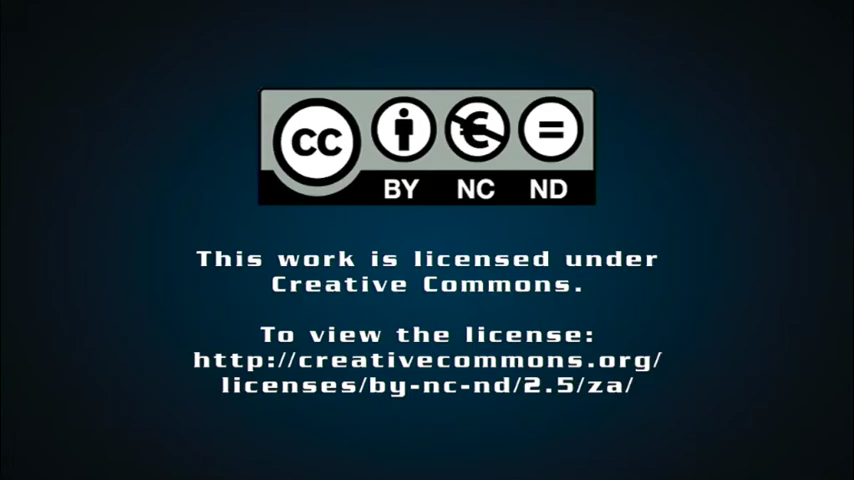 CC
BY NC ND
This work is licensed under
Creative Commons.
To view the license:
http://creativecommons.org/
licenses/by-nc-nd/2.5/za/